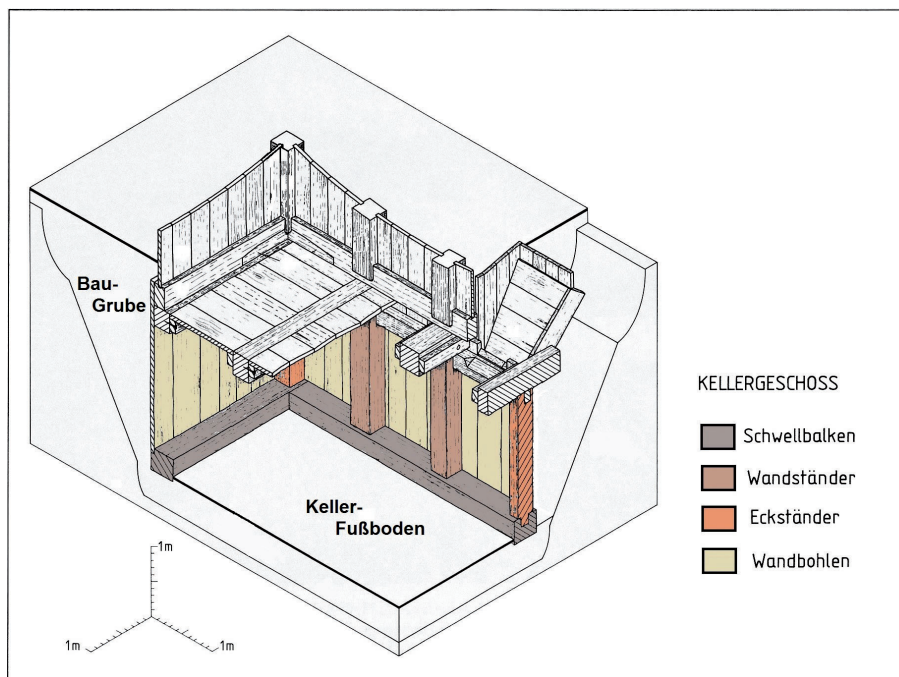 Bau-
Grube
KELLERGESCHOSS
Schwellbalken
Wandständer
Eckständer
Wandbohlen
Keller-
Fußboden
1m
1m
1m